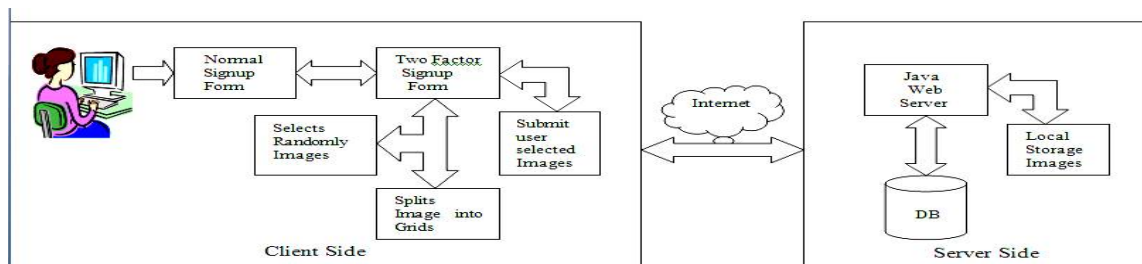 Normal
Signup
Form
Two Factor
Signup
Form
Selects
Randomly
Images
Submit
user
selected
Images
Splits
Image into
Grids
Client Side
Internet
Java
Web
Server
Local
Storage
Images
DB
Server Side